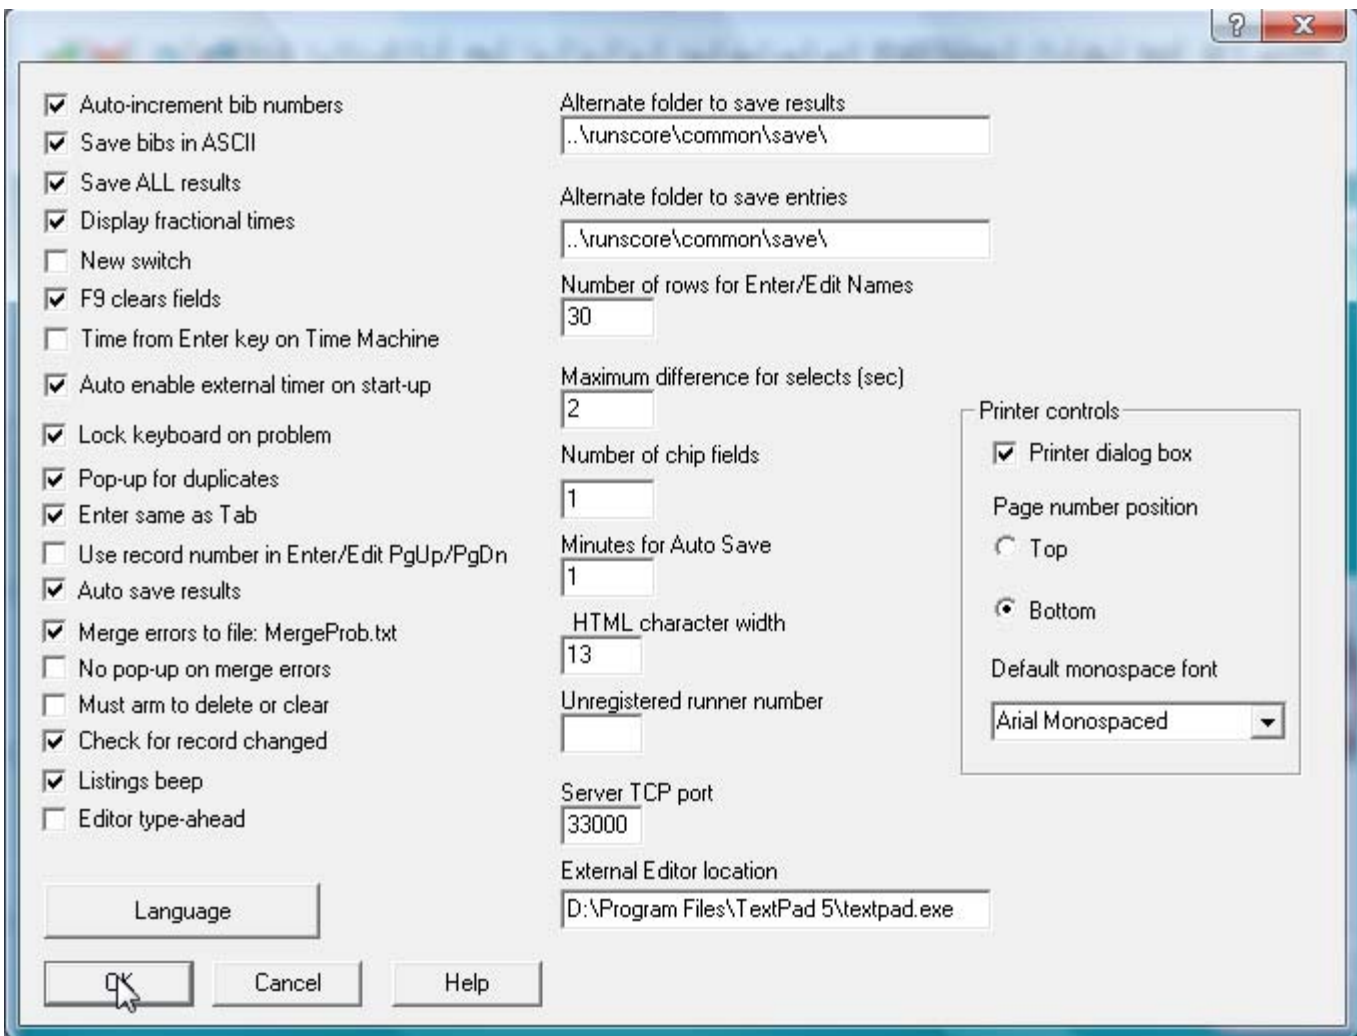 Auto-increment bib numbers
Save bibs in ASCII
Save ALL results
Display fractional times
New switch
F9 clears fields
Time from Enter key on Time Machine
Auto enable external timer on start-up
Lock keyboard on problem
Pop-up for duplicates
Enter same as Tab
Use record number in Enter/Edit PgUp/PgDn
Auto save results
Merge errors to file: MergeProb.txt
No pop-up on merge errors
Must arm to delete or clear
Check for record changed
Listings beep
Editor type-ahead
Language
OK
Cancel
Help
Alternate folder to save results
..\runscore\common\save\
Alternate folder to save entries
..\runscore\common\save\
Number of rows for Enter/Edit Names
30
Maximum difference for selects (sec)
2
Number of chip fields
1
Minutes for Auto Save
1
HTML character width
13
Unregistered runner number
Server TCP port
33000
External Editor location
D:\Program Files\TextPad 5\textpad.exe
Printer controls
Printer dialog box
Page number position
Top
Bottom
Default monospace font
Arial Monospaced